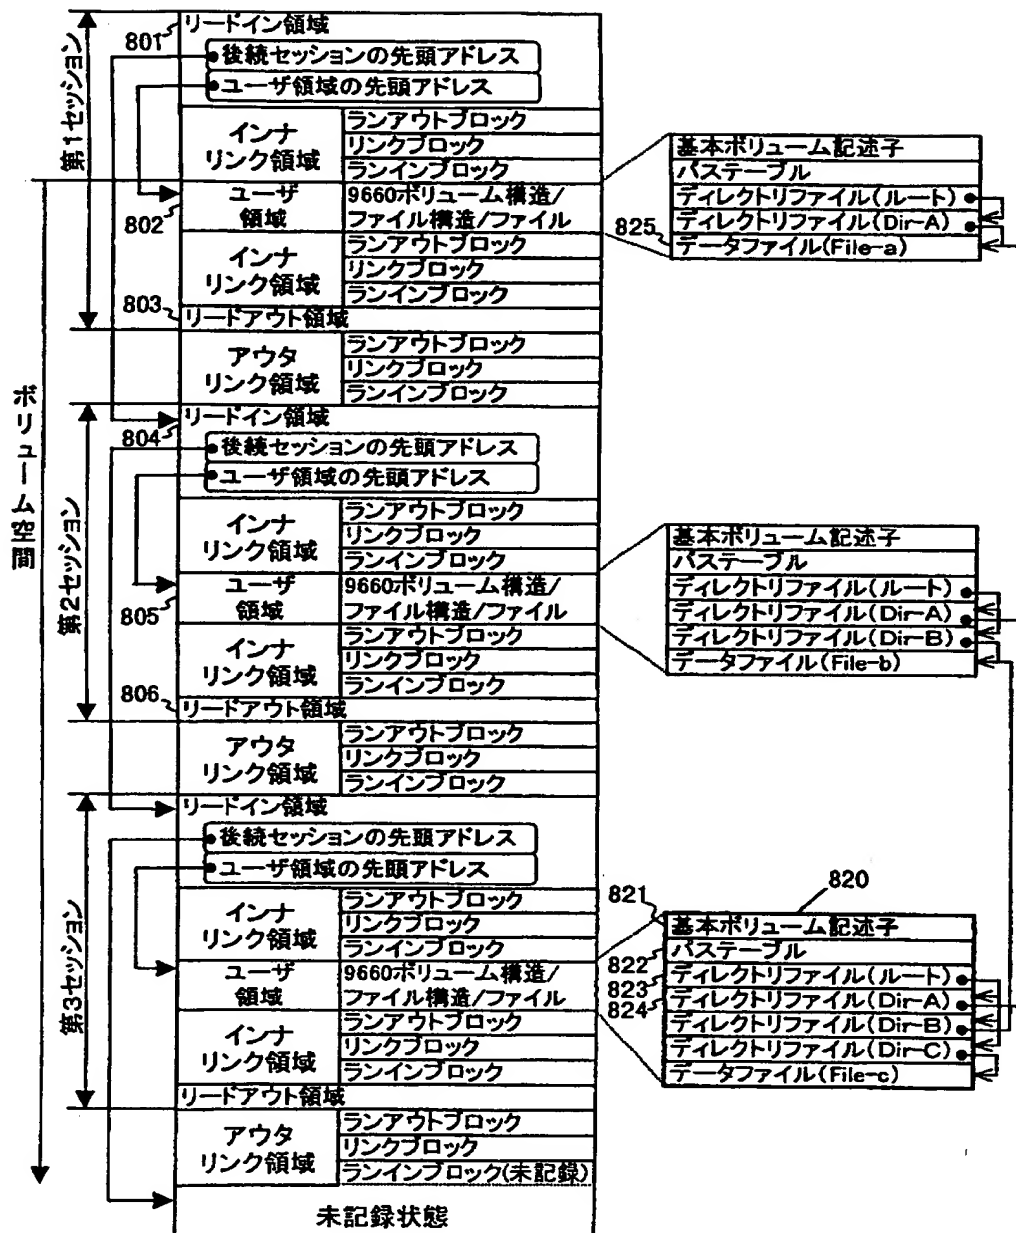 801
リードイン領域
後続セッションの先頭アドレス
ユーザ領域の先頭アドレス
第1セッション
インナ
リンク領域
ランアウトブロック
リンクブロック
ランインブロック
802
ユーザ
領域
9660ボリューム構造/
ファイル構造/ファイル
インナ
リンク領域
ランアウトブロック
リンクブロック
ランインブロック
803
リードアウト領域
基本ボリューム記述子
パステーブル
ディレクトリファイル(ルート)
ディレクトリファイル(Dir-A)
825
データファイル(File-a)
アウタ
リンク領域
ランアウトブロック
リンクブロック
ランインブロック
ボリューム空間
804
リードイン領域
後続セッションの先頭アドレス
ユーザ領域の先頭アドレス
第2セッション
インナ
リンク領域
ランアウトブロック
リンクブロック
ランインブロック
805
ユーザ
領域
9660ボリューム構造/
ファイル構造/ファイル
インナ
リンク領域
ランアウトブロック
リンクブロック
ランインブロック
806
リードアウト領域
基本ボリューム記述子
パステーブル
ディレクトリファイル(ルート)
ディレクトリファイル(Dir-A)
ディレクトリファイル(Dir-B)
データファイル(File-b)
アウタ
リンク領域
ランアウトブロック
リンクブロック
ランインブロック
リードイン領域
後続セッションの先頭アドレス
ユーザ領域の先頭アドレス
第3セッション
インナ
リンク領域
ランアウトブロック
リンクブロック
ランインブロック
ユーザ
領域
9660ボリューム構造/
ファイル構造/ファイル
インナ
リンク領域
ランアウトブロック
リンクブロック
ランインブロック
リードアウト領域
820
821
基本ボリューム記述子
822
パステーブル
823
ディレクトリファイル(ルート)
824
ディレクトリファイル(Dir-A)
ディレクトリファイル(Dir-B)
ディレクトリファイル(Dir-C)
データファイル(File-c)
アウタ
リンク領域
ランアウトブロック
リンクブロック
ランインブロック(未記録)
未記録状態